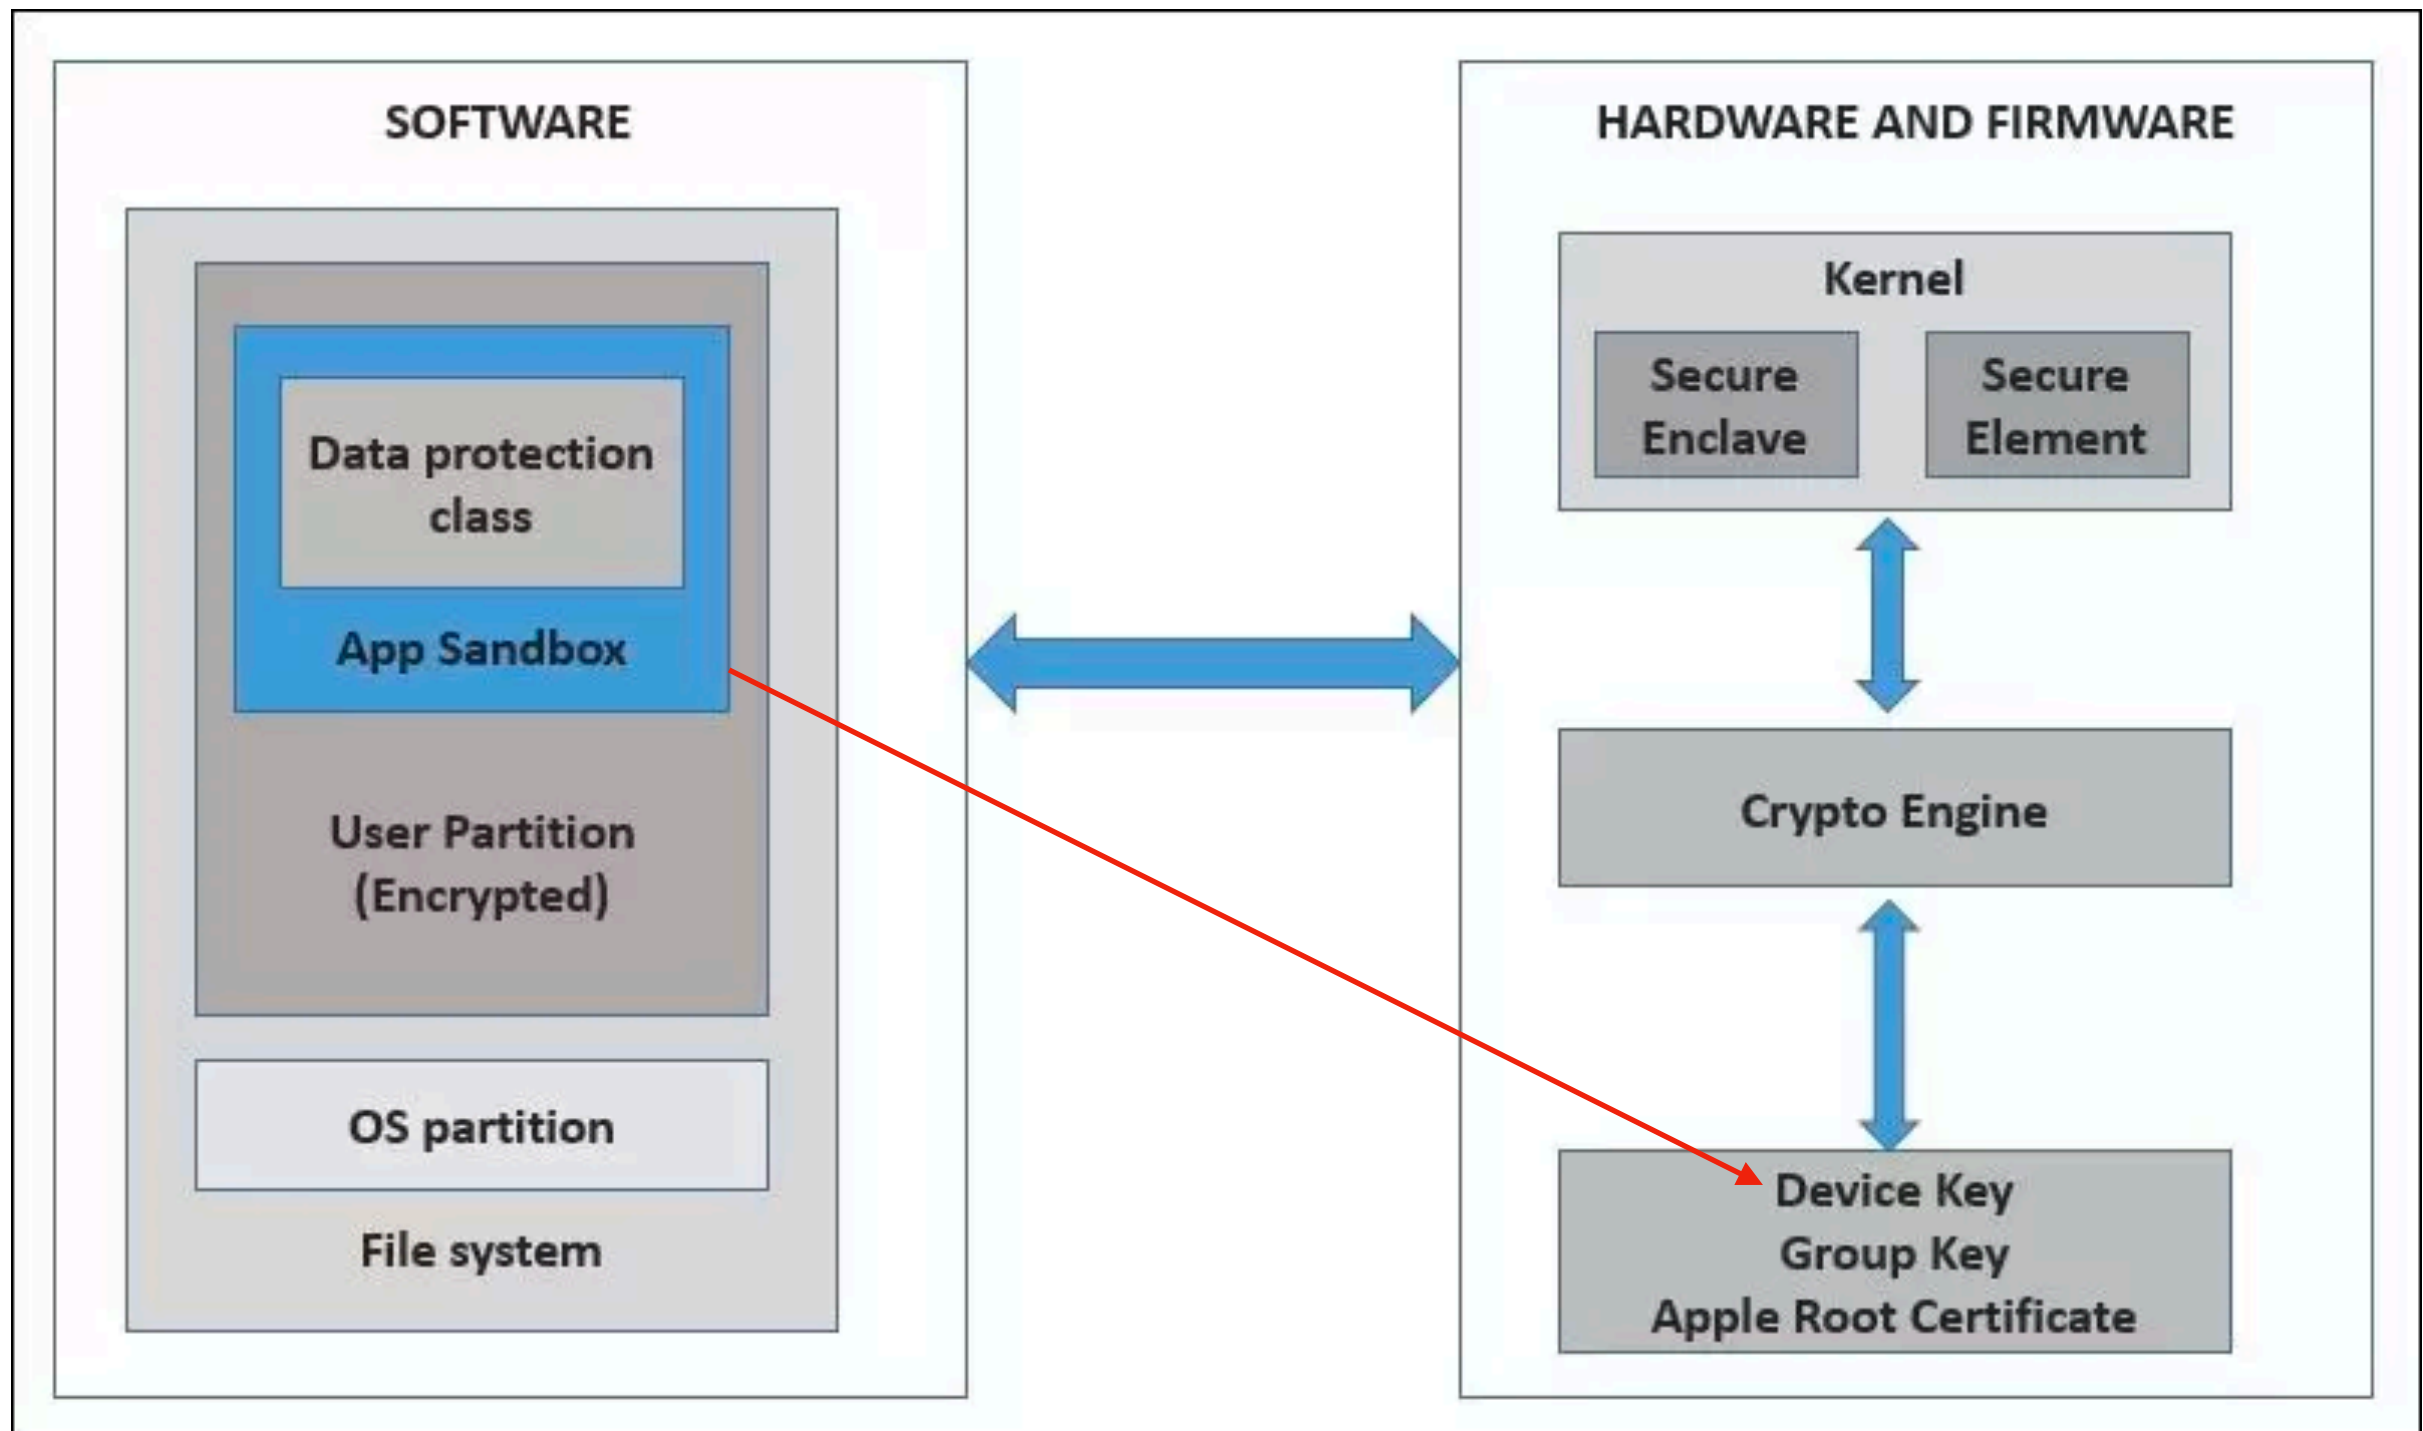 SOFTWARE
Data protection
class
App Sandbox
User Partition
(Encrypted)
OS partition
File system
HARDWARE AND FIRMWARE
Kernel
Secure
Enclave
Secure
Element
Crypto Engine
Device Key
Group Key
Apple Root Certificate